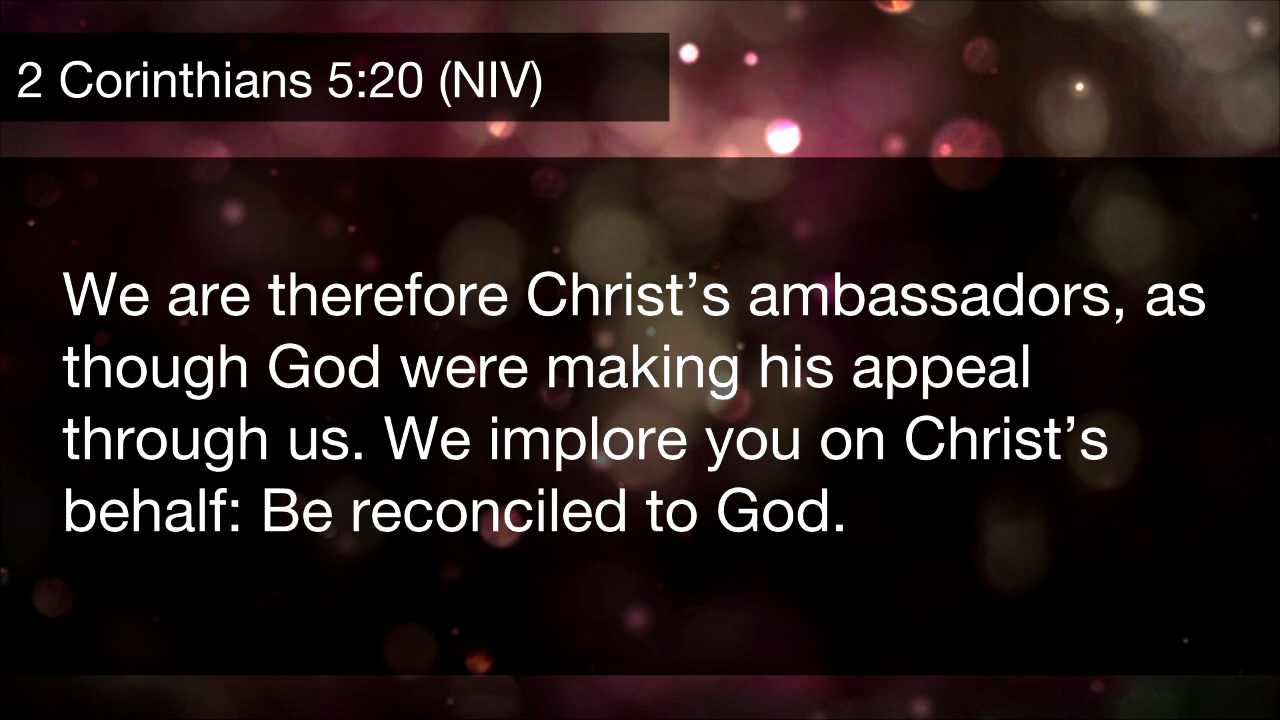 2 Corinthians 5:20 (NIV)
We are therefore Christ’s ambassadors, as
though God were making his appeal
through us. We implore you on Christ’s
behalf: Be reconciled to God.